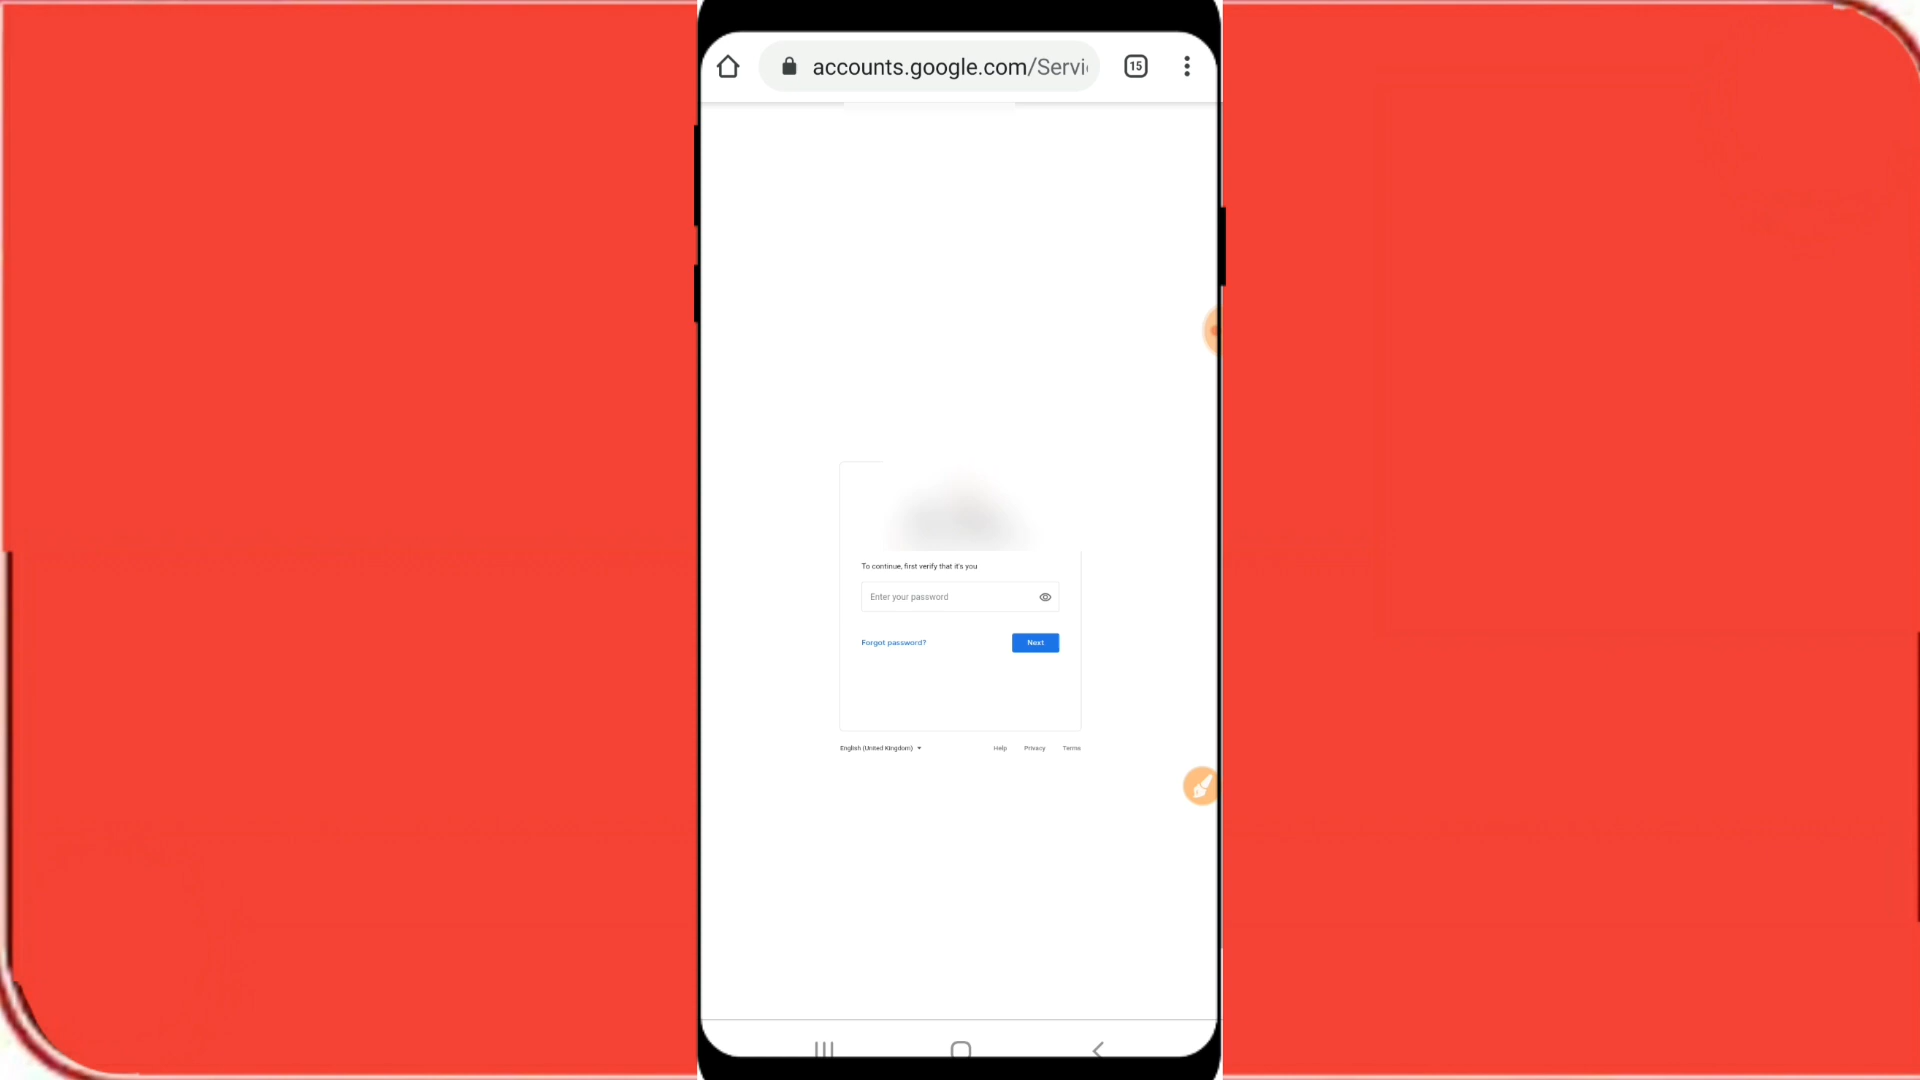 accounts.google.com/Servi
15
To continue, first verify that it's you
Enter your password
Forgot password?
Next
English (United Kingdom)
Help
Privacy
Terms